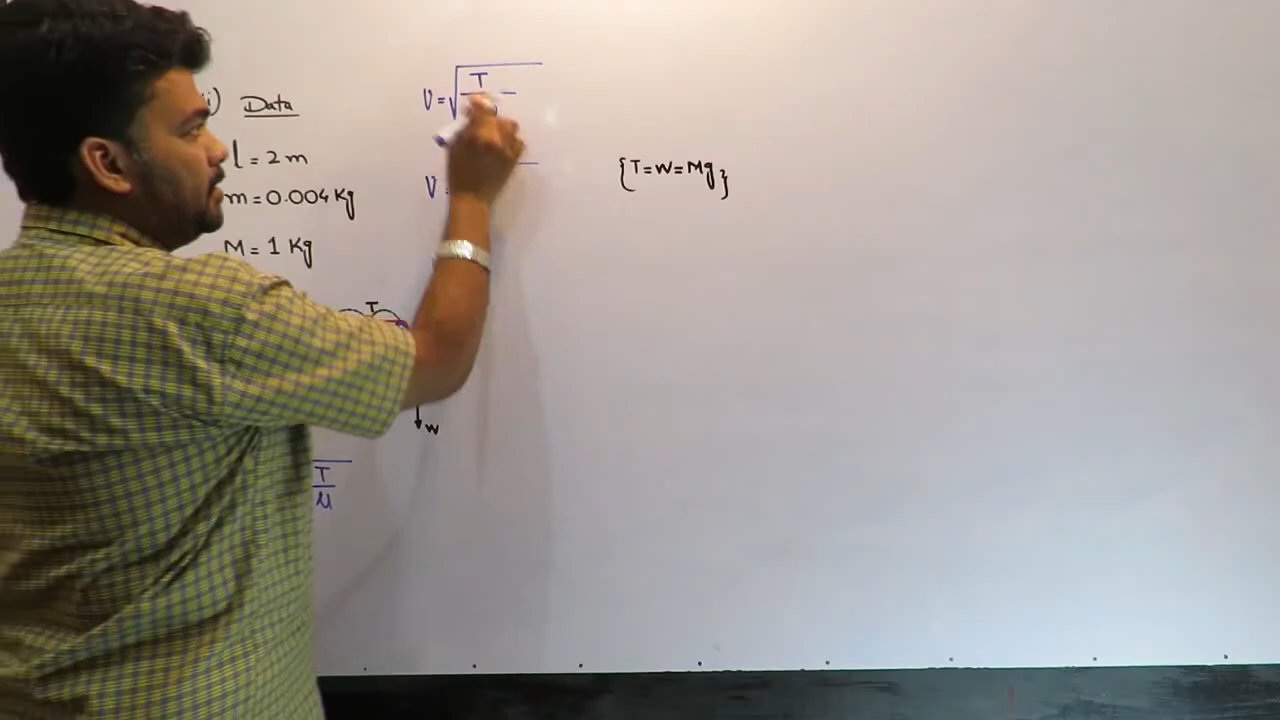 i) Data
l = 2 m
m = 0.004 Kg
M = 1 Kg
T
W
T
μ
V = √ T
V =
{T = W = Mg}